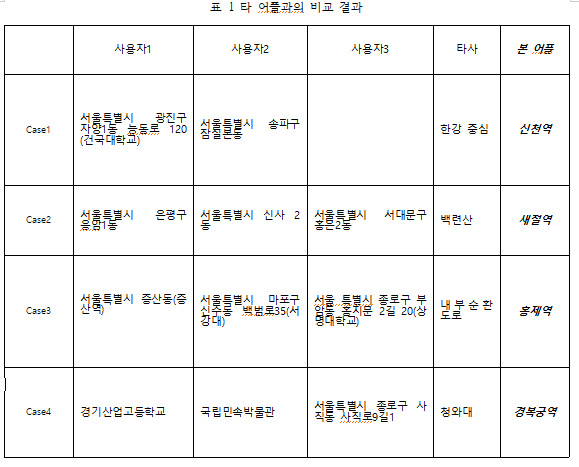 표 1 타 어플과의 비교 결과
사용자1 사용자2 사용자3 타사 본 어플
Case1
서울특별시 광진구
자양1동 능동로 120
(건국대학교)
서울특별시 송파구
잠실본동
한강 중심
신천역
Case2
서울특별시 은평구
응암1동
서울특별시 신사 2
동
서울특별시 서대문구
홍은2동
백련산
새절역
Case3
서울특별시 증산동(증
산역)
서울특별시 마포구
신수동 백범로35(서
강대)
서울 특별시 종로구 부
암동 홍지문 2길 20(상
명대학교)
내부순환
도로
홍제역
Case4
경기산업고등학교
국립민속박물관
서울특별시 종로구 사
직동 사직로9길1
청와대
경복궁역